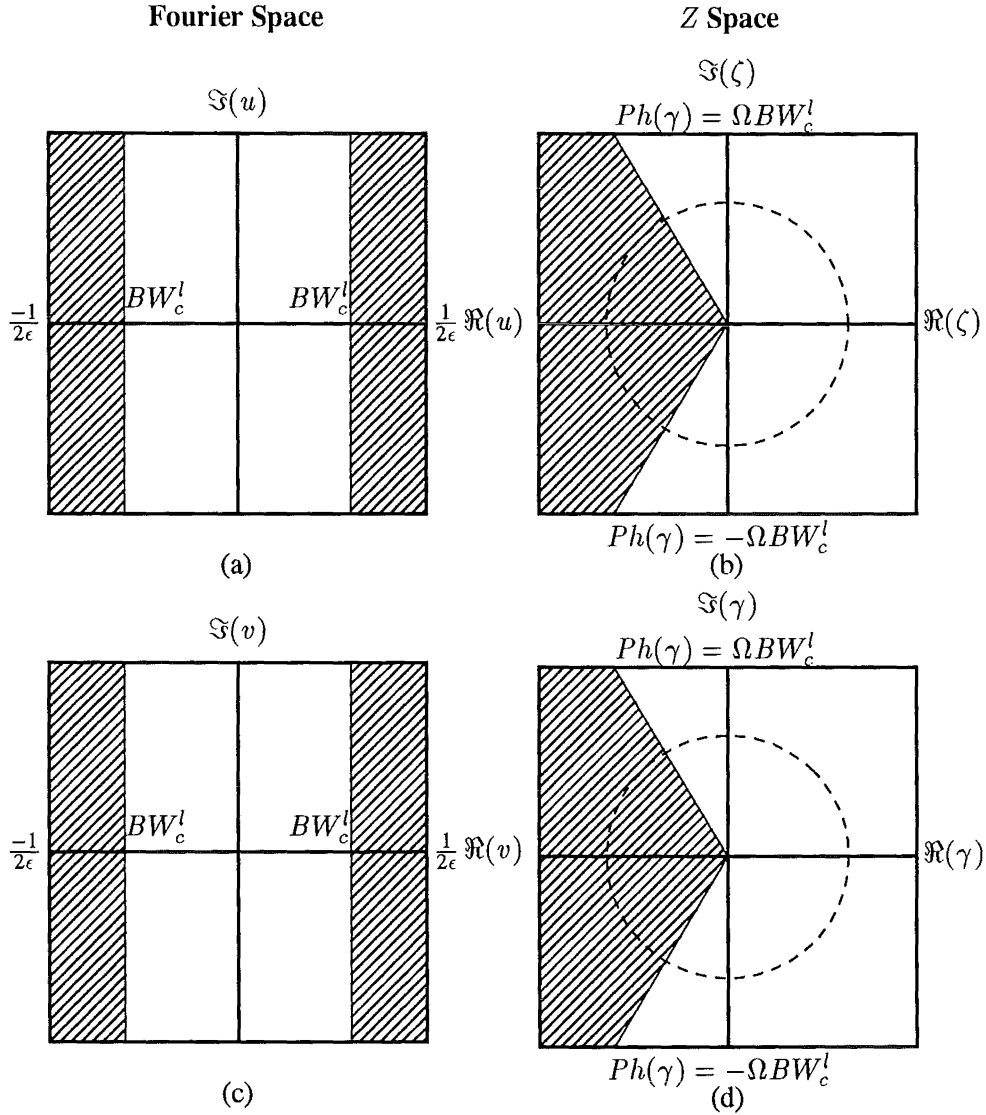 Fourier Space
Z Space
ℑ(u)
ℑ(ζ)
Ph(γ) = ΩBW_c^l
BW_c^l
BW_c^l
-1/2ϵ
1/2ϵ ℜ(u)
ℜ(ζ)
Ph(γ) = -ΩBW_c^l
(a)
(b)
ℑ(v)
ℑ(γ)
Ph(γ) = ΩBW_c^l
BW_c^l
BW_c^l
-1/2ϵ
1/2ϵ ℜ(v)
ℜ(γ)
Ph(γ) = -ΩBW_c^l
(c)
(d)